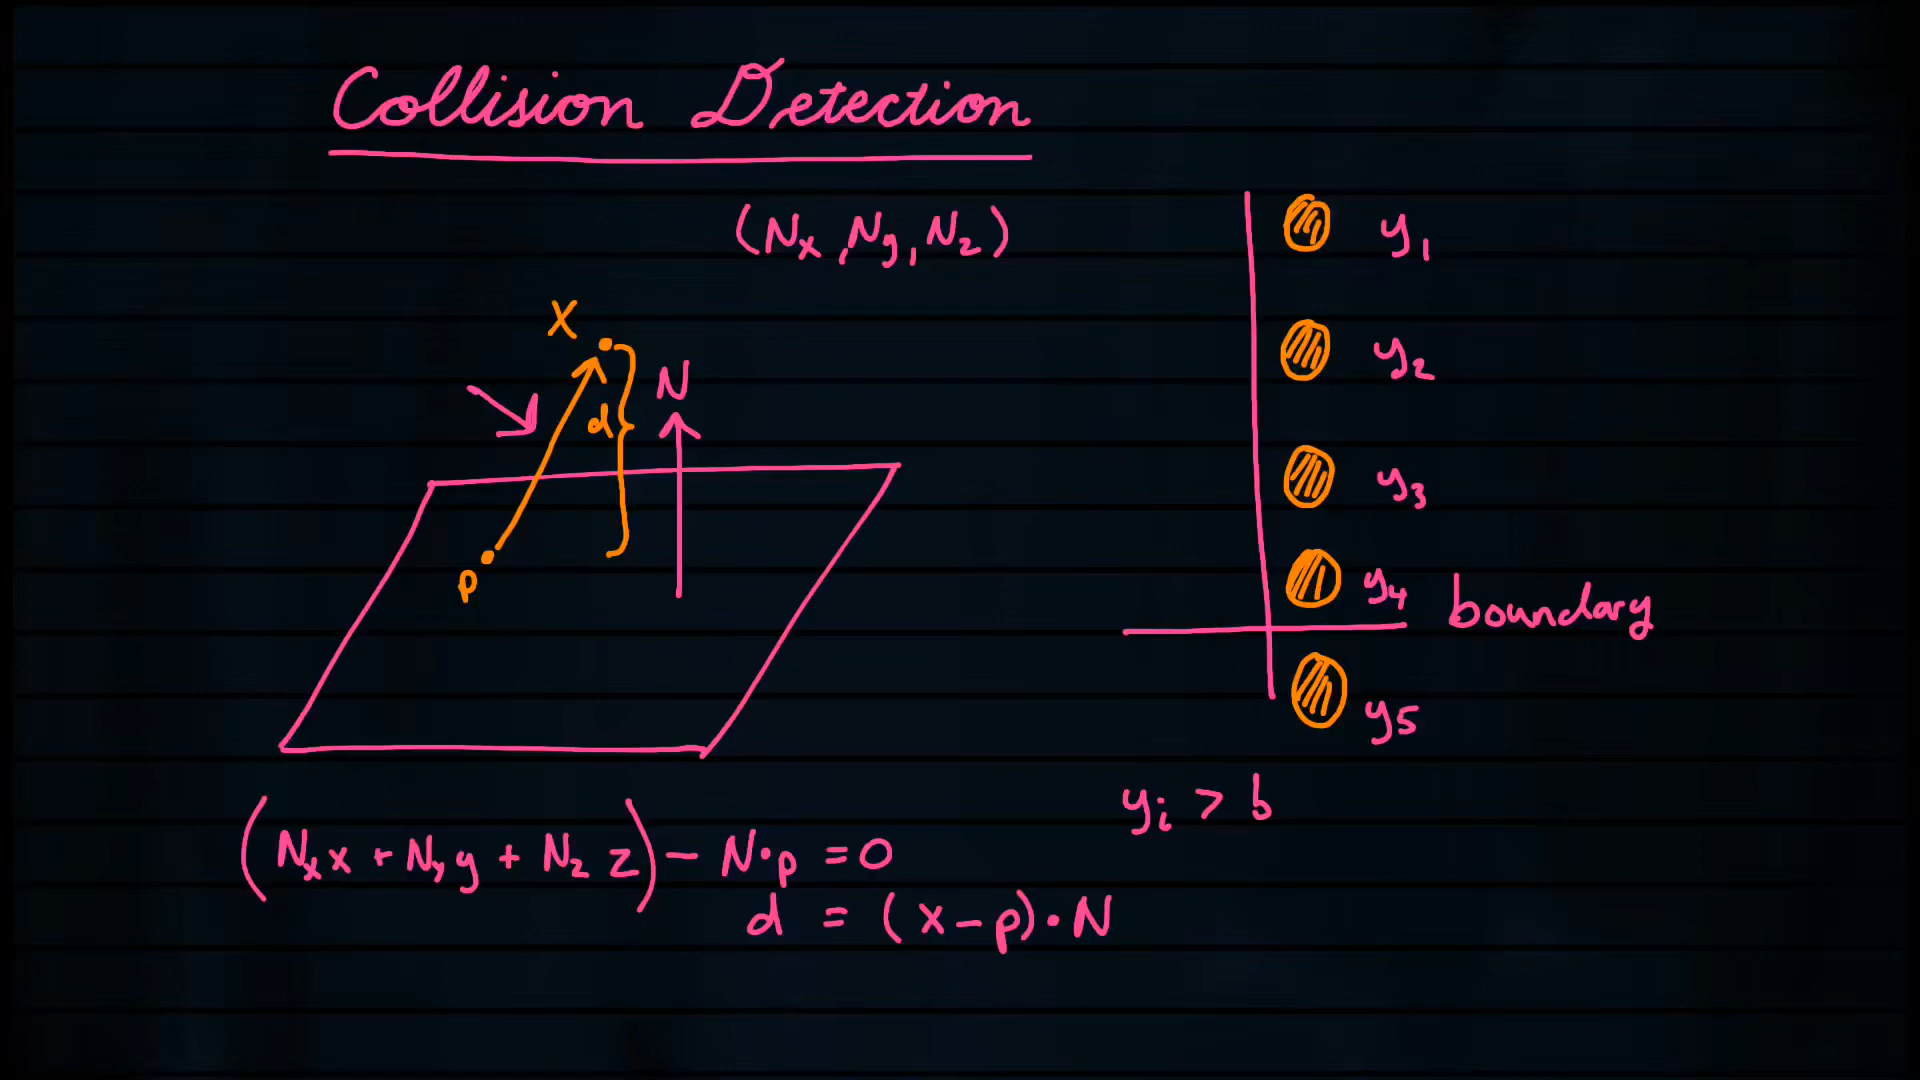 Collision Detection
(Nx, Ny, Nz)
X
d
N
p
(Nx x + Ny y + Nz z) - N·p = 0
d = (x - p)·N
y1
y2
y3
y4 boundary
y5
yi > b